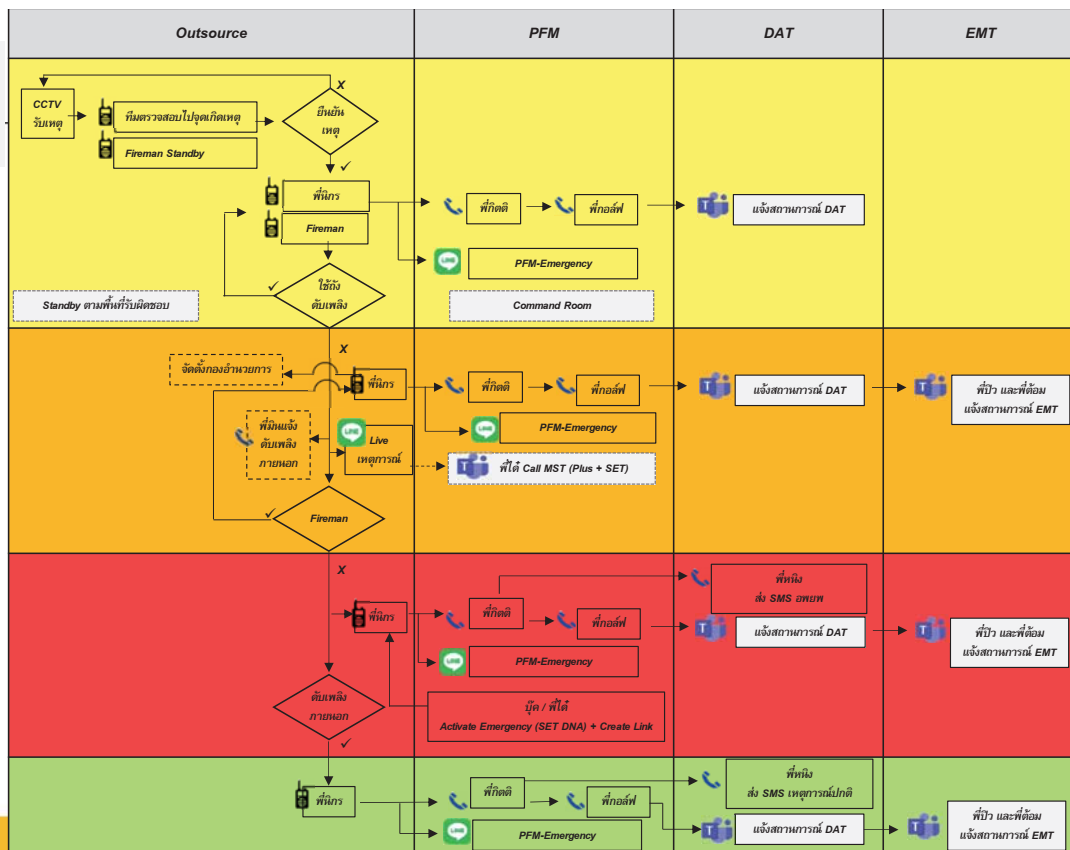 Outsource
PFM
DAT
EMT
X
CCTV
รับเหตุ
ทีมตรวจสอบไปจุดเกิดเหตุ
Fireman Standby
ยืนยัน
เหตุ
พี่นิกร
Fireman
พี่กิตติ
พี่กอล์ฟ
แจ้งสถานการณ์ DAT
LINE
PFM-Emergency
ใช้ถัง
ดับเพลิง
Standby ตามพื้นที่รับผิดชอบ
Command Room
X
จัดตั้งกองอำนวยการ
พี่นิกร
พี่กิตติ
พี่กอล์ฟ
แจ้งสถานการณ์ DAT
พี่ปิว และพี่ต้อม
แจ้งสถานการณ์ EMT
LINE
PFM-Emergency
พี่มินแจ้ง
ดับเพลิง
ภายนอก
LINE
Live
เหตุการณ์
พี่ได๋ Call MST (Plus + SET)
Fireman
X
พี่หนิง
ส่ง SMS อพยพ
พี่นิกร
พี่กิตติ
พี่กอล์ฟ
แจ้งสถานการณ์ DAT
พี่ปิว และพี่ต้อม
แจ้งสถานการณ์ EMT
LINE
PFM-Emergency
ดับเพลิง
ภายนอก
บุ๊ค / พี่ได๋
Activate Emergency (SET DNA) + Create Link
พี่หนิง
ส่ง SMS เหตุการณ์ปกติ
พี่นิกร
พี่กิตติ
พี่กอล์ฟ
LINE
PFM-Emergency
แจ้งสถานการณ์ DAT
พี่ปิว และพี่ต้อม
แจ้งสถานการณ์ EMT